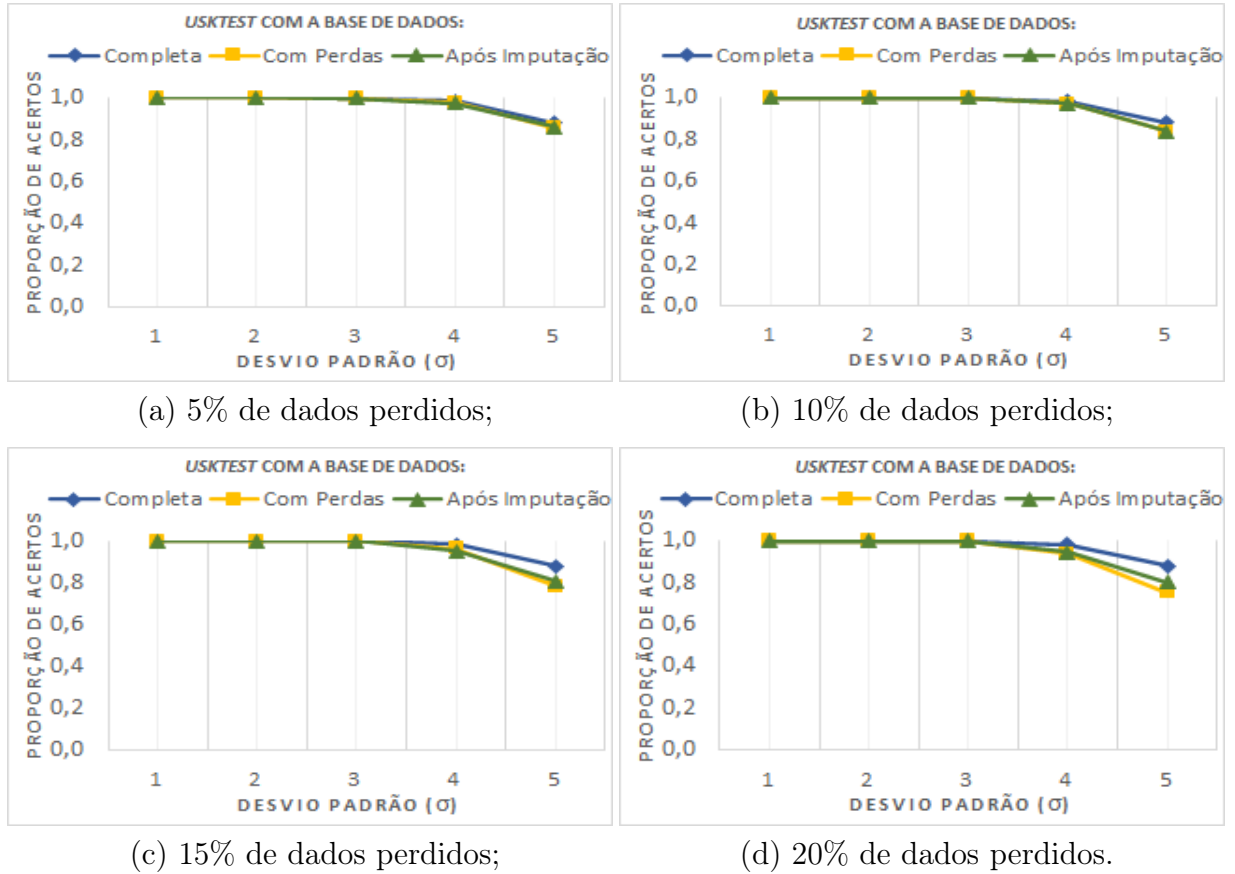 USKTEST COM A BASE DE DADOS:
Completa Com Perdas Após Imputação
PROPORÇÃO DE ACERTOS
1,0
0,8
0,6
0,4
0,2
0,0
1 2 3 4 5
DESVIO PADRÃO (σ)
(a) 5% de dados perdidos;
USKTEST COM A BASE DE DADOS:
Completa Com Perdas Após Imputação
PROPORÇÃO DE ACERTOS
1,0
0,8
0,6
0,4
0,2
0,0
1 2 3 4 5
DESVIO PADRÃO (σ)
(b) 10% de dados perdidos;
USKTEST COM A BASE DE DADOS:
Completa Com Perdas Após Imputação
PROPORÇÃO DE ACERTOS
1,0
0,8
0,6
0,4
0,2
0,0
1 2 3 4 5
DESVIO PADRÃO (σ)
(c) 15% de dados perdidos;
USKTEST COM A BASE DE DADOS:
Completa Com Perdas Após Imputação
PROPORÇÃO DE ACERTOS
1,0
0,8
0,6
0,4
0,2
0,0
1 2 3 4 5
DESVIO PADRÃO (σ)
(d) 20% de dados perdidos.